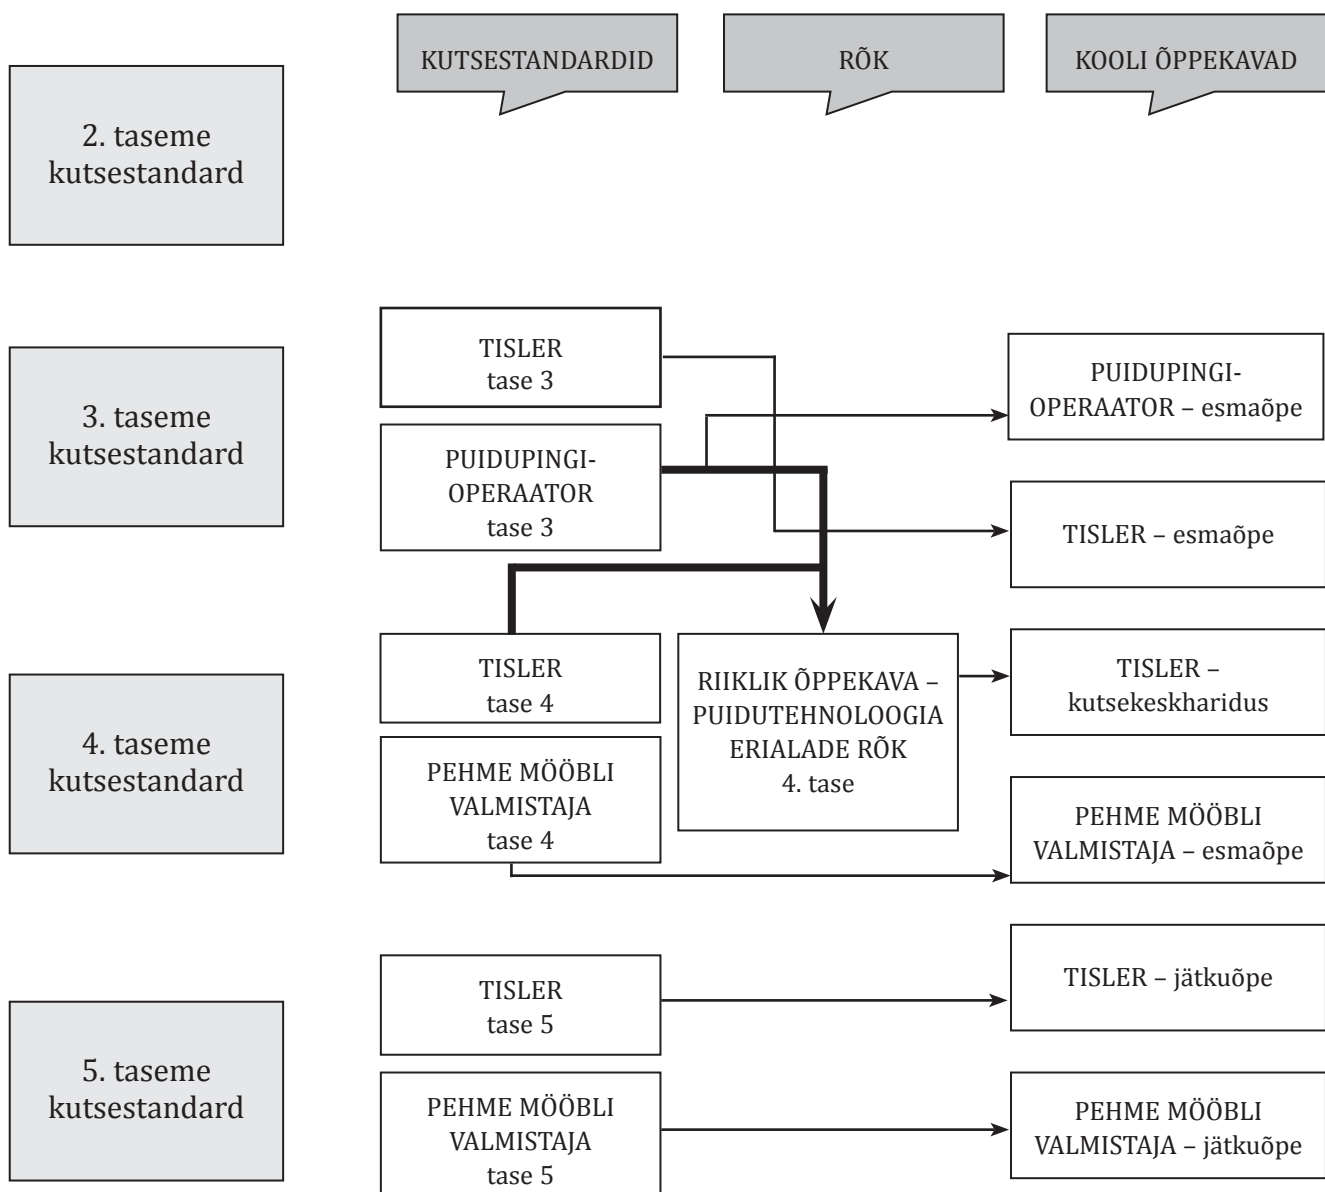 KUTSESTANDARDID
RÕK
KOOLI ÕPPEKAVAD
2. taseme
kutsestandard
3. taseme
kutsestandard
TISLER
tase 3
PUIDUPINGI-
OPERAATOR
tase 3
PUIDUPINGI-
OPERAATOR – esmaõpe
TISLER – esmaõpe
4. taseme
kutsestandard
TISLER
tase 4
PEHME MÖÖBLI
VALMISTAJA
tase 4
RIIKLIK ÕPPEKAVA –
PUIDUTEHNOLOOGIA
ERIALADE RÕK
4. tase
TISLER –
kutsekeskharidus
PEHME MÖÖBLI
VALMISTAJA – esmaõpe
5. taseme
kutsestandard
TISLER
tase 5
PEHME MÖÖBLI
VALMISTAJA
tase 5
TISLER – jätkuõpe
PEHME MÖÖBLI
VALMISTAJA – jätkuõpe